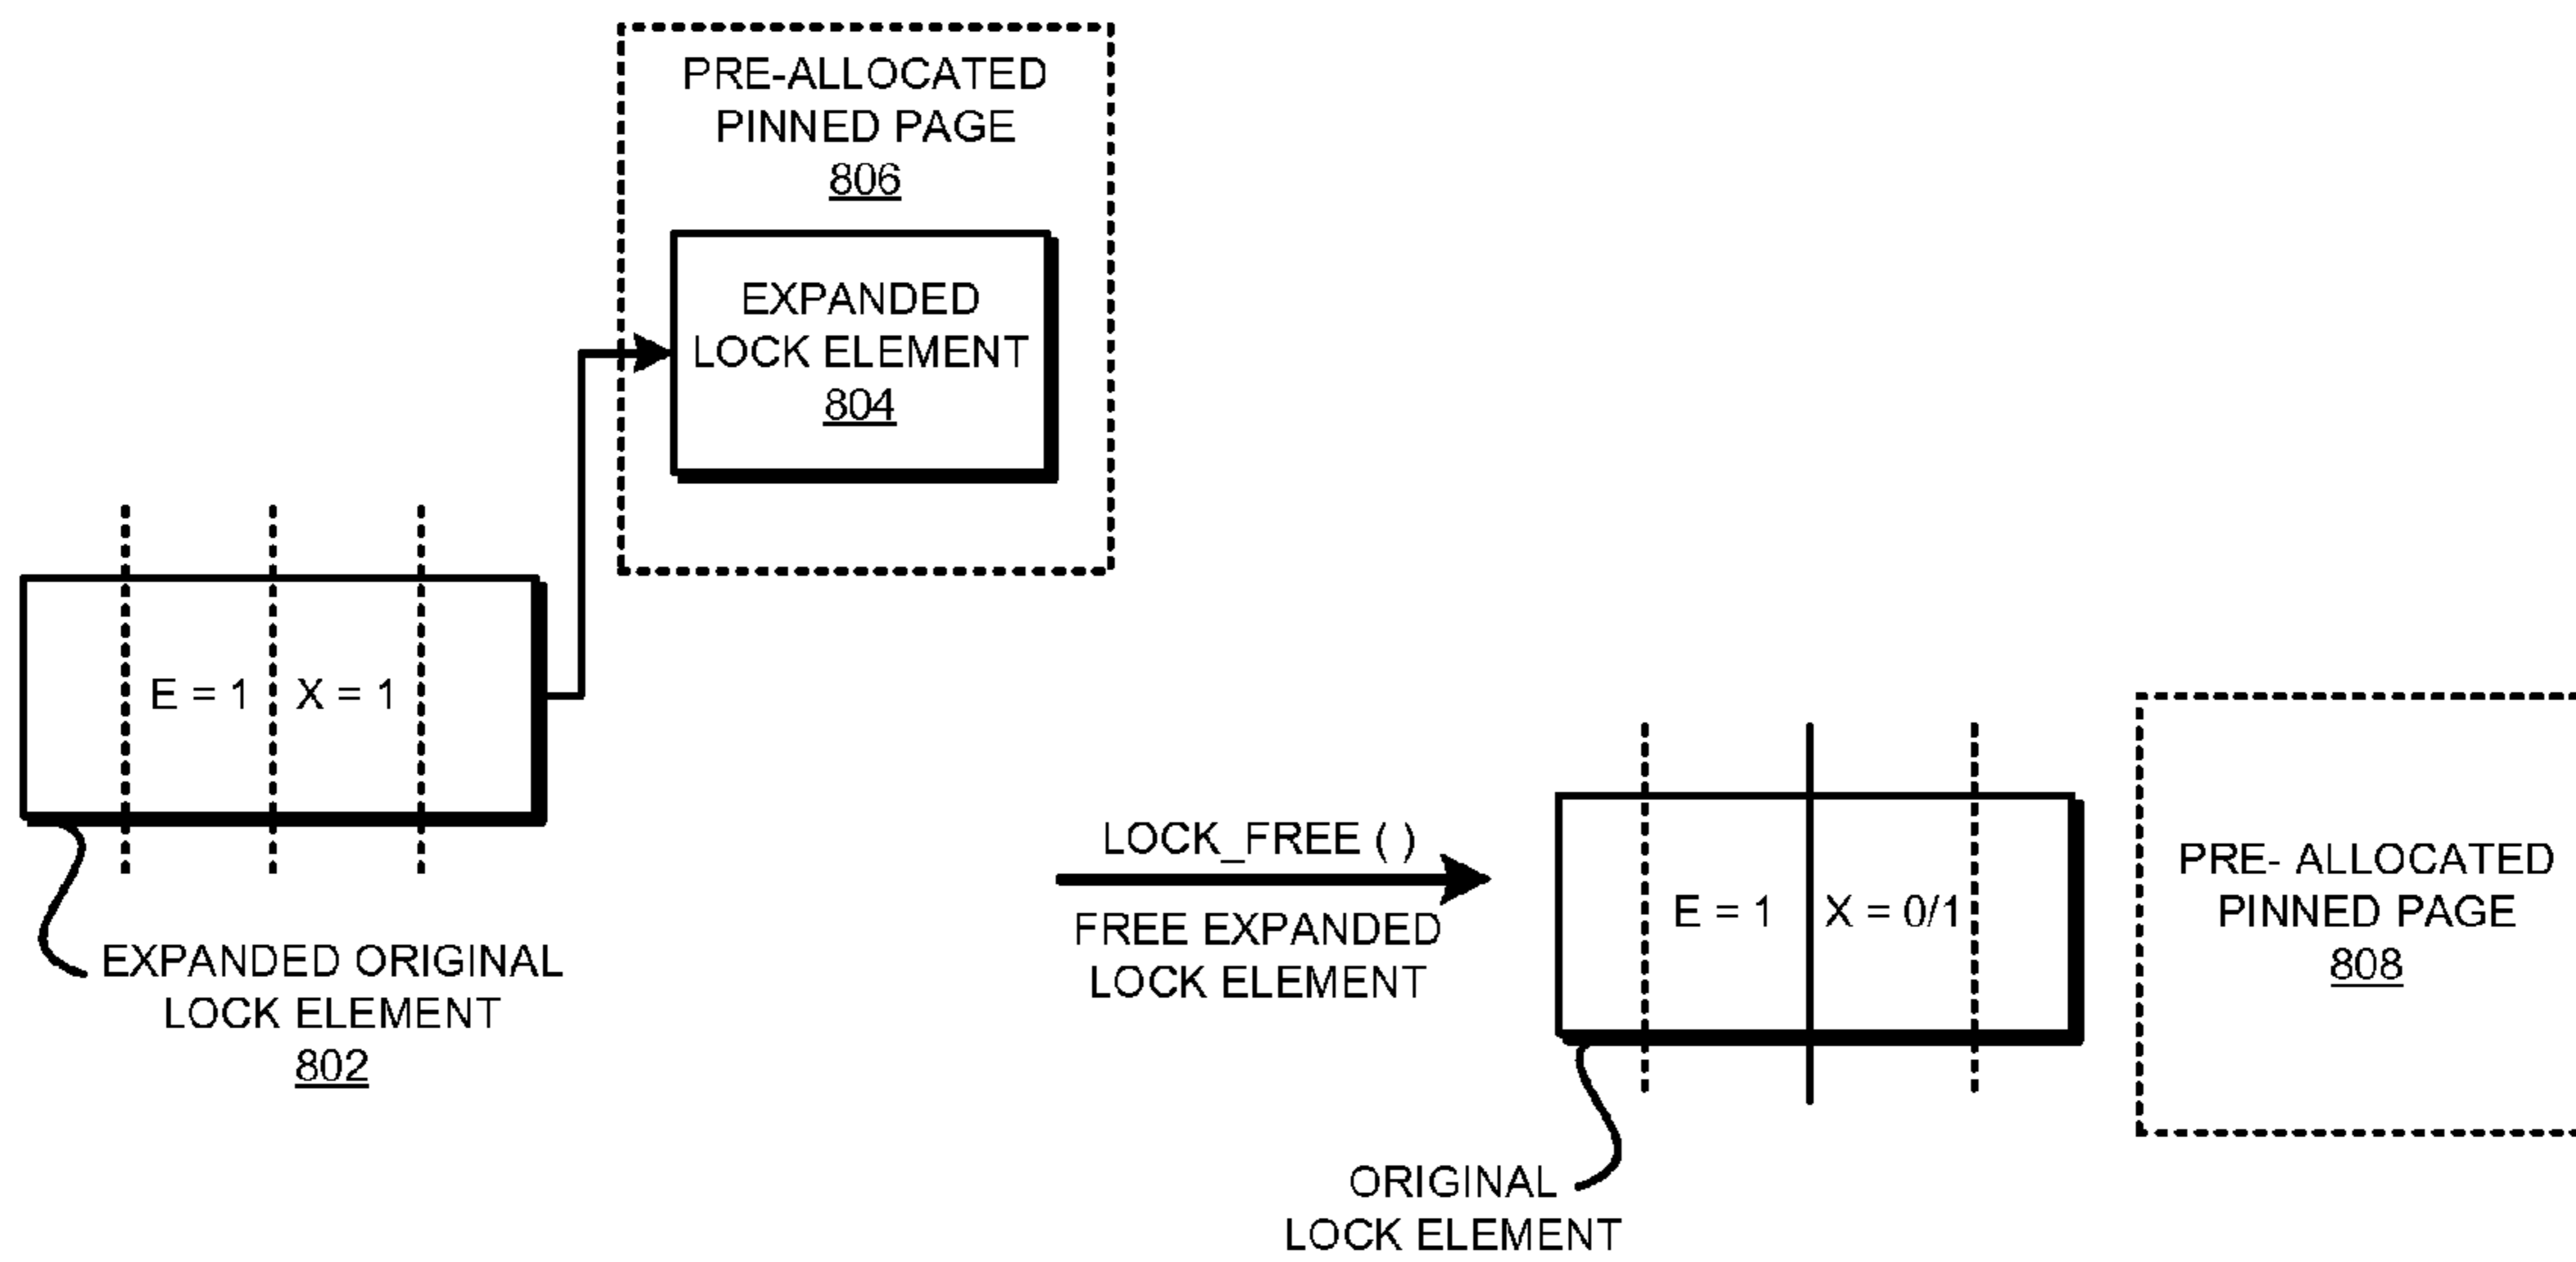 PRE-ALLOCATED
PINNED PAGE
806
EXPANDED
LOCK ELEMENT
804
E = 1
X = 1
EXPANDED ORIGINAL
LOCK ELEMENT
802
LOCK_FREE ( )
FREE EXPANDED
LOCK ELEMENT
E = 1
X = 0/1
ORIGINAL
LOCK ELEMENT
PRE- ALLOCATED
PINNED PAGE
808